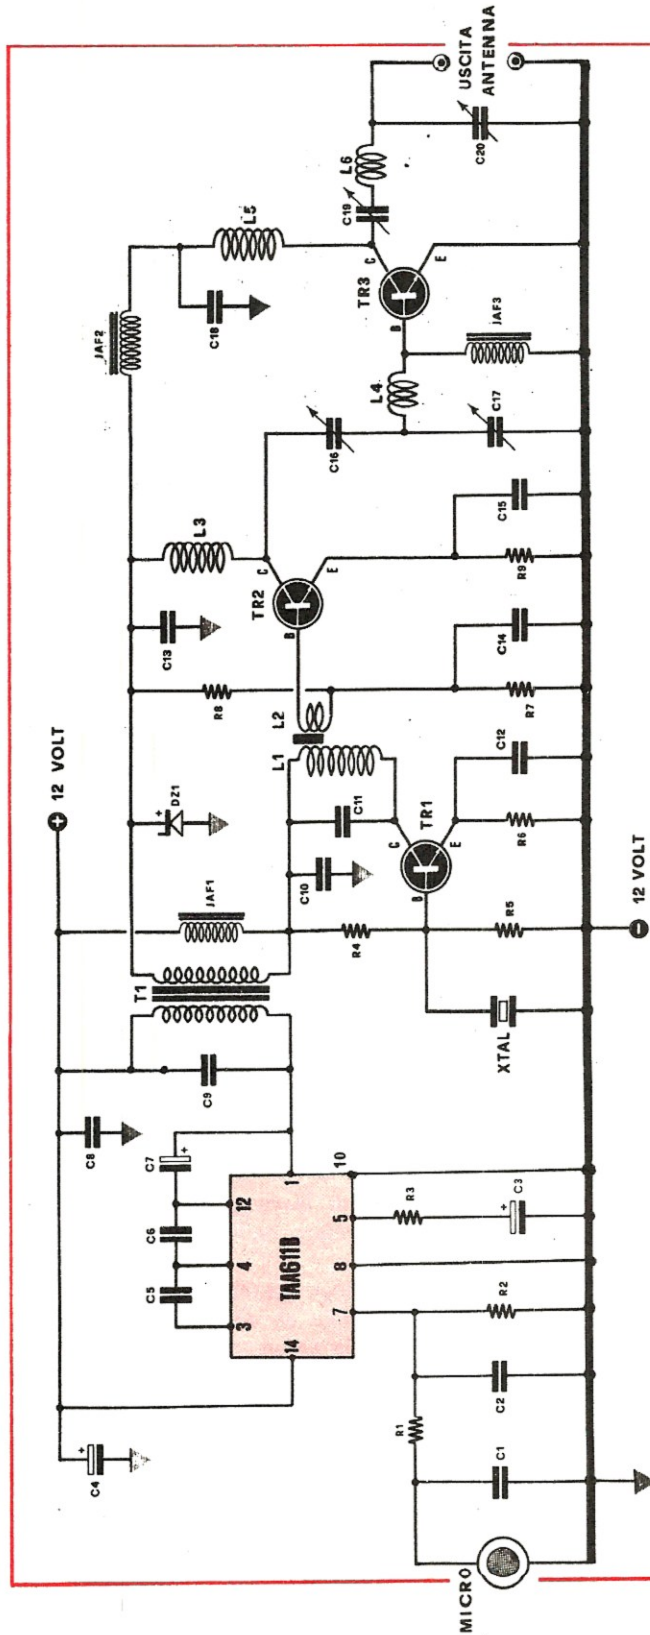 12 VOLT
C4
C8
C5
C6
C7
+
C9
T1
JAF1
DZ1
+
C13
L3
JAF2
C18
L5
TAA611B
3
4
12
14
1
7
8
5
10
C10
C11
L1
L2
R8
TR2
B
C
E
C16
L4
TR3
B
C
E
C19
L6
USCITA
ANTENNA
MICRO
R1
C1
C2
R2
R3
+
C3
XTAL
R4
R5
TR1
B
C
E
R6
C12
R7
C14
R9
C15
C17
JAF3
C20
+
12 VOLT